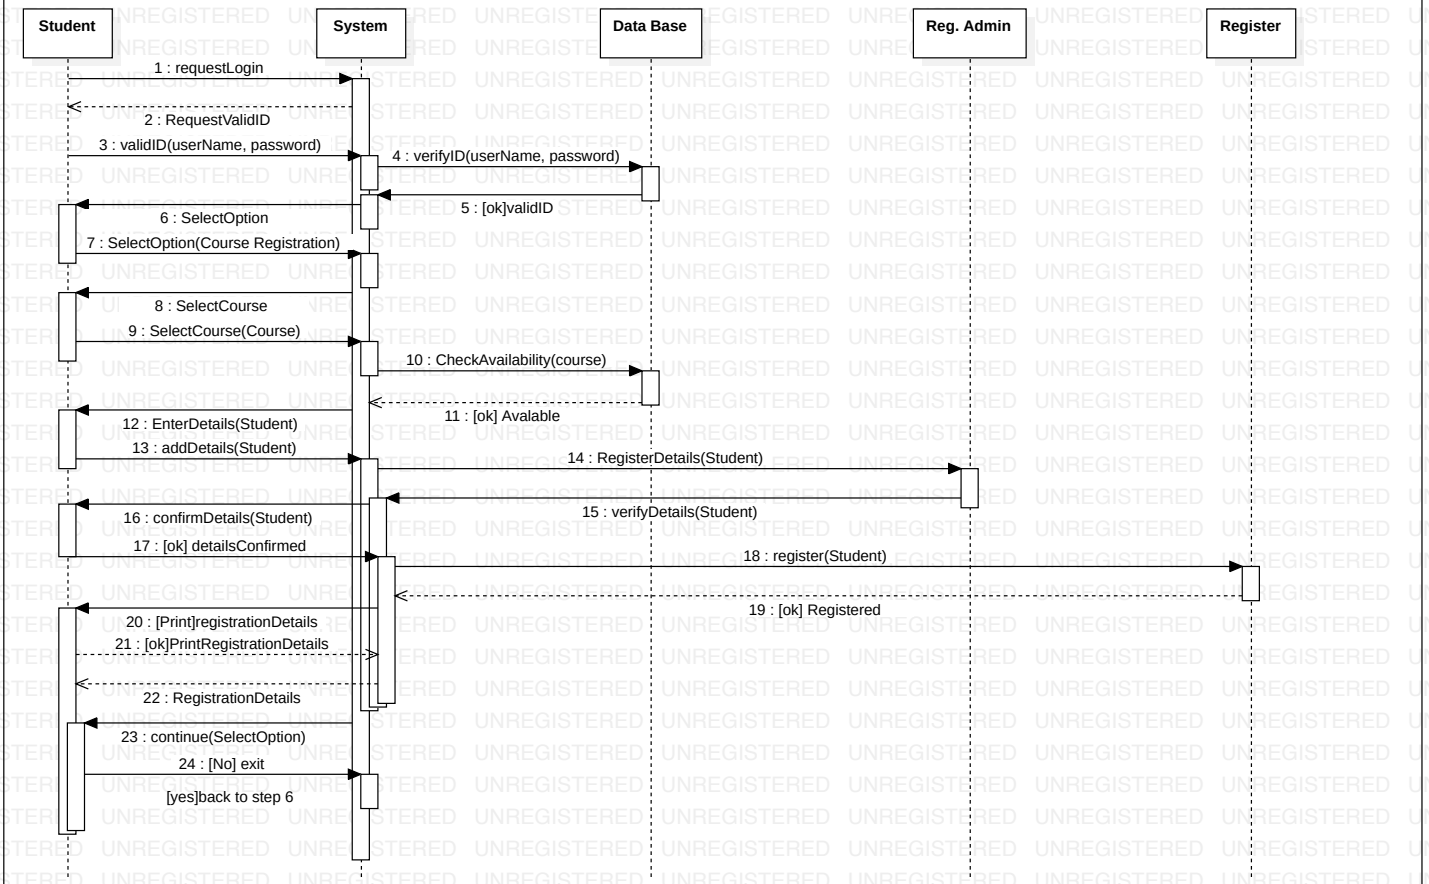 Student
System
Data Base
Reg. Admin
Register
1 : requestLogin
2 : RequestValidID
3 : validID(userName, password)
4 : verifyID(userName, password)
5 : [ok]validID
6 : SelectOption
7 : SelectOption(Course Registration)
8 : SelectCourse
9 : SelectCourse(Course)
10 : CheckAvailability(course)
11 : [ok] Avalable
12 : EnterDetails(Student)
13 : addDetails(Student)
14 : RegisterDetails(Student)
15 : verifyDetails(Student)
16 : confirmDetails(Student)
17 : [ok] detailsConfirmed
18 : register(Student)
19 : [ok] Registered
20 : [Print]registrationDetails
21 : [ok]PrintRegistrationDetails
22 : RegistrationDetails
23 : continue(SelectOption)
24 : [No] exit
[yes]back to step 6
UNREGISTERED